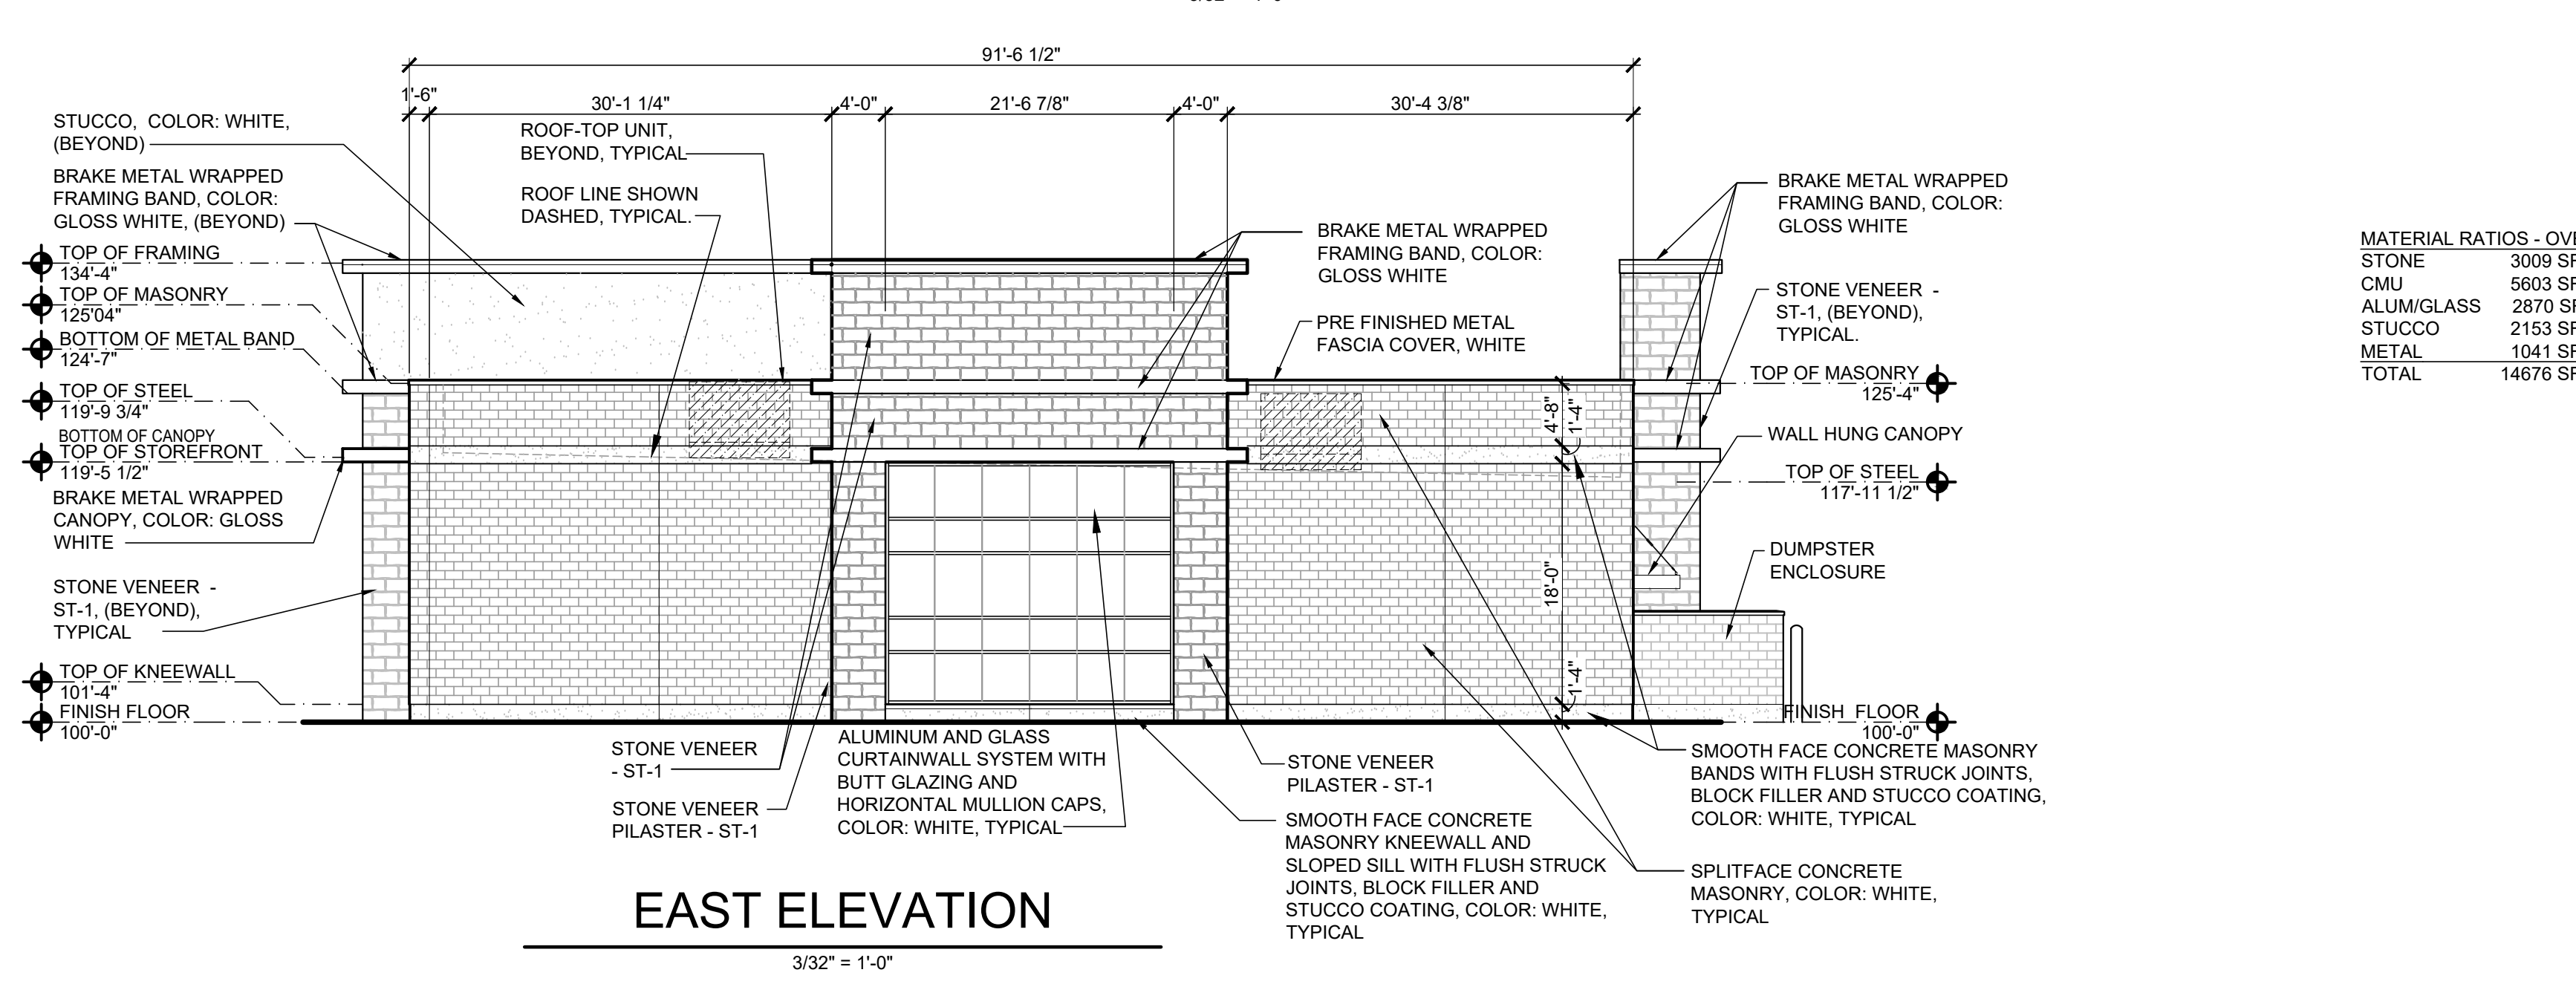 91'-6 1/2"
1'-6"
30'-1 1/4"
4'-0"
21'-6 7/8"
4'-0"
30'-4 3/8"
STUCCO, COLOR: WHITE,
(BEYOND)
BRAKE METAL WRAPPED
FRAMING BAND, COLOR:
GLOSS WHITE, (BEYOND)
TOP OF FRAMING
134'-4"
TOP OF MASONRY
125'04"
BOTTOM OF METAL BAND
124'-7"
TOP OF STEEL
119'-9 3/4"
BOTTOM OF CANOPY
TOP OF STOREFRONT
119'-5 1/2"
BRAKE METAL WRAPPED
CANOPY, COLOR: GLOSS
WHITE
STONE VENEER -
ST-1, (BEYOND),
TYPICAL
TOP OF KNEEWALL
101'-4"
FINISH FLOOR
100'-0"
ROOF-TOP UNIT,
BEYOND, TYPICAL
ROOF LINE SHOWN
DASHED, TYPICAL.
BRAKE METAL WRAPPED
FRAMING BAND, COLOR:
GLOSS WHITE
PRE FINISHED METAL
FASCIA COVER, WHITE
4'-8"
1'-4"
18'-0"
1'-4"
BRAKE METAL WRAPPED
FRAMING BAND, COLOR:
GLOSS WHITE
STONE VENEER -
ST-1, (BEYOND),
TYPICAL.
TOP OF MASONRY
125'-4"
WALL HUNG CANOPY
TOP OF STEEL
117'-11 1/2"
DUMPSTER
ENCLOSURE
FINISH FLOOR
100'-0"
SMOOTH FACE CONCRETE MASONRY
BANDS WITH FLUSH STRUCK JOINTS,
BLOCK FILLER AND STUCCO COATING,
COLOR: WHITE, TYPICAL
SPLITFACE CONCRETE
MASONRY, COLOR: WHITE,
TYPICAL
STONE VENEER
- ST-1
STONE VENEER
PILASTER - ST-1
ALUMINUM AND GLASS
CURTAINWALL SYSTEM WITH
BUTT GLAZING AND
HORIZONTAL MULLION CAPS,
COLOR: WHITE, TYPICAL
STONE VENEER
PILASTER - ST-1
SMOOTH FACE CONCRETE
MASONRY KNEEWALL AND
SLOPED SILL WITH FLUSH STRUCK
JOINTS, BLOCK FILLER AND
STUCCO COATING, COLOR: WHITE,
TYPICAL
EAST ELEVATION
3/32" = 1'-0"
MATERIAL RATIOS -
STONE 3009
CMU 5603
ALUM/GLASS 2870
STUCCO 2153
METAL 1041
TOTAL 14676